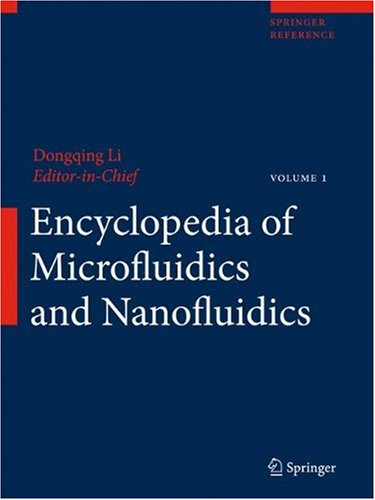 SPRINGER
REFERENCE
Dongqing Li
Editor-in-Chief
VOLUME 1
Encyclopedia of
Microfluidics
and Nanofluidics
Springer